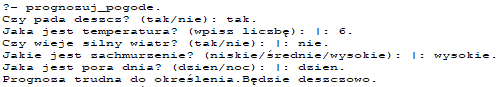 ?- prognozuj_pogode.
Czy pada deszcz? (tak/nie): tak.
Jaka jest temperatura? (wpisz liczbę): |: 6.
Czy wieje silny wiatr? (tak/nie): |: nie.
Jakie jest zachmurzenie? (niskie/średnie/wysokie): |: wysokie.
Jaka jest pora dnia? (dzien/noc): |: dzien.
Prognoza trudna do określenia.Będzie deszczowo.